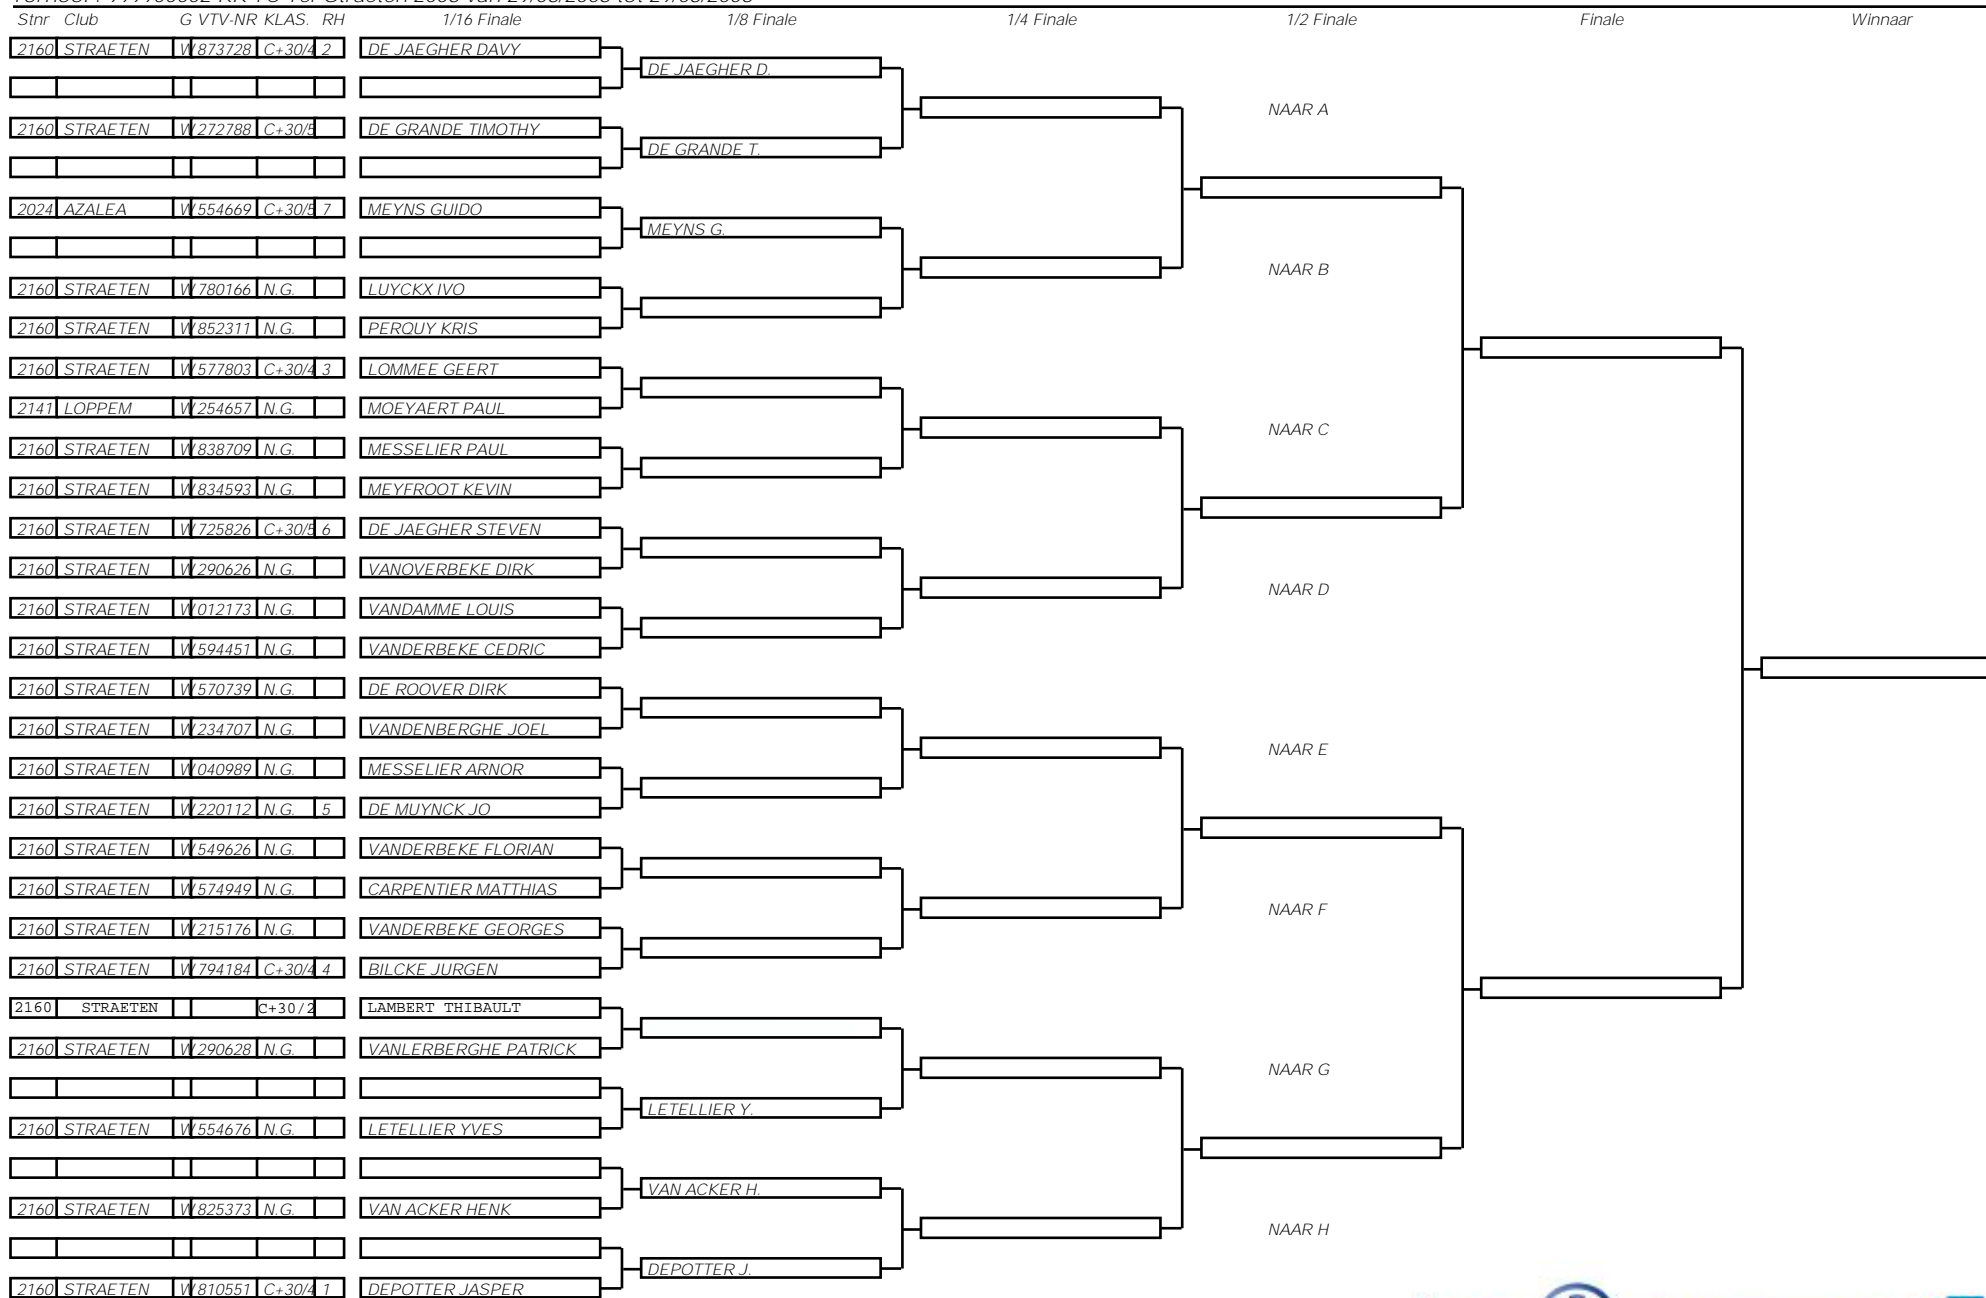 Stnr Club G VTV-NR KLAS. RH 1/16 Finale 1/8 Finale 1/4 Finale 1/2 Finale Finale Winnaar
2160 STRAETEN W 873728 C+30/4 2 DE JAEGHER DAVY
DE JAEGHER D.
NAAR A
2160 STRAETEN W 272788 C+30/5 DE GRANDE TIMOTHY
DE GRANDE T.
2024 AZALEA W 554669 C+30/5 7 MEYNS GUIDO
MEYNS G.
NAAR B
2160 STRAETEN W 780166 N.G. LUYCKX IVO
2160 STRAETEN W 852311 N.G. PERQUY KRIS
2160 STRAETEN W 577803 C+30/4 3 LOMMEE GEERT
2141 LOPPEM W 254657 N.G. MOEYAERT PAUL
NAAR C
2160 STRAETEN W 838709 N.G. MESSELIER PAUL
2160 STRAETEN W 834593 N.G. MEYFROOT KEVIN
2160 STRAETEN W 725826 C+30/5 6 DE JAEGHER STEVEN
2160 STRAETEN W 290626 N.G. VANOVERBEKE DIRK
NAAR D
2160 STRAETEN W 012173 N.G. VANDAMME LOUIS
2160 STRAETEN W 594451 N.G. VANDERBEKE CEDRIC
2160 STRAETEN W 570739 N.G. DE ROOVER DIRK
2160 STRAETEN W 234707 N.G. VANDENBERGHE JOEL
NAAR E
2160 STRAETEN W 040989 N.G. MESSELIER ARNOR
2160 STRAETEN W 220112 N.G. 5 DE MUYNCK JO
2160 STRAETEN W 549626 N.G. VANDERBEKE FLORIAN
2160 STRAETEN W 574949 N.G. CARPENTIER MATTHIAS
NAAR F
2160 STRAETEN W 215176 N.G. VANDERBEKE GEORGES
2160 STRAETEN W 794184 C+30/4 4 BILCKE JURGEN
2160 STRAETEN C+30/2 LAMBERT THIBAULT
2160 STRAETEN W 290628 N.G. VANLERBERGHE PATRICK
NAAR G
LETELLIER Y.
2160 STRAETEN W 554676 N.G. LETELLIER YVES
VAN ACKER H.
2160 STRAETEN W 825373 N.G. VAN ACKER HENK
NAAR H
DEPOTTER J.
2160 STRAETEN W 810551 C+30/4 1 DEPOTTER JASPER